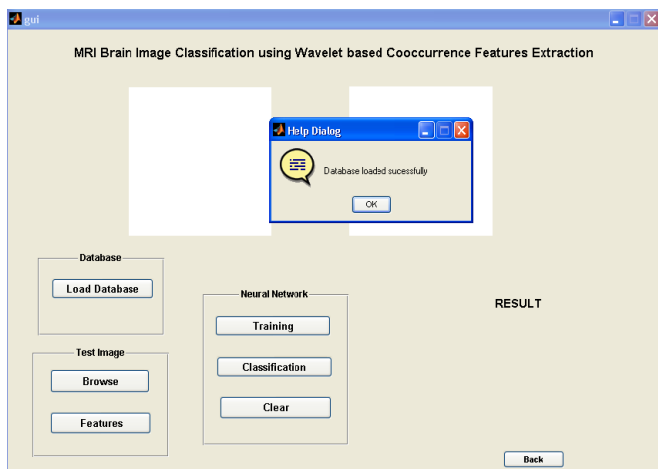 gui
MRI Brain Image Classification using Wavelet based Cooccurrence Features Extraction
Help Dialog
Database loaded sucessfully
OK
Database
Load Database
Neural Network
Training
Classification
Clear
RESULT
Test Image
Browse
Features
Back